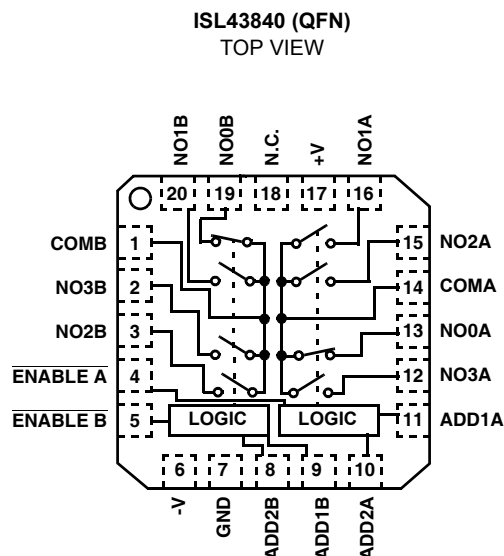 ISL43840 (QFN)
TOP VIEW
NO1B
NO0B
N.C.
+V
NO1A
20 19 18 17 16
COMB 1
15 NO2A
NO3B 2
14 COMA
NO2B 3
13 NO0A
ENABLE A 4
12 NO3A
ENABLE B 5
LOGIC LOGIC
11 ADD1A
6 7 8 9 10
-V
GND
ADD2B
ADD1B
ADD2A